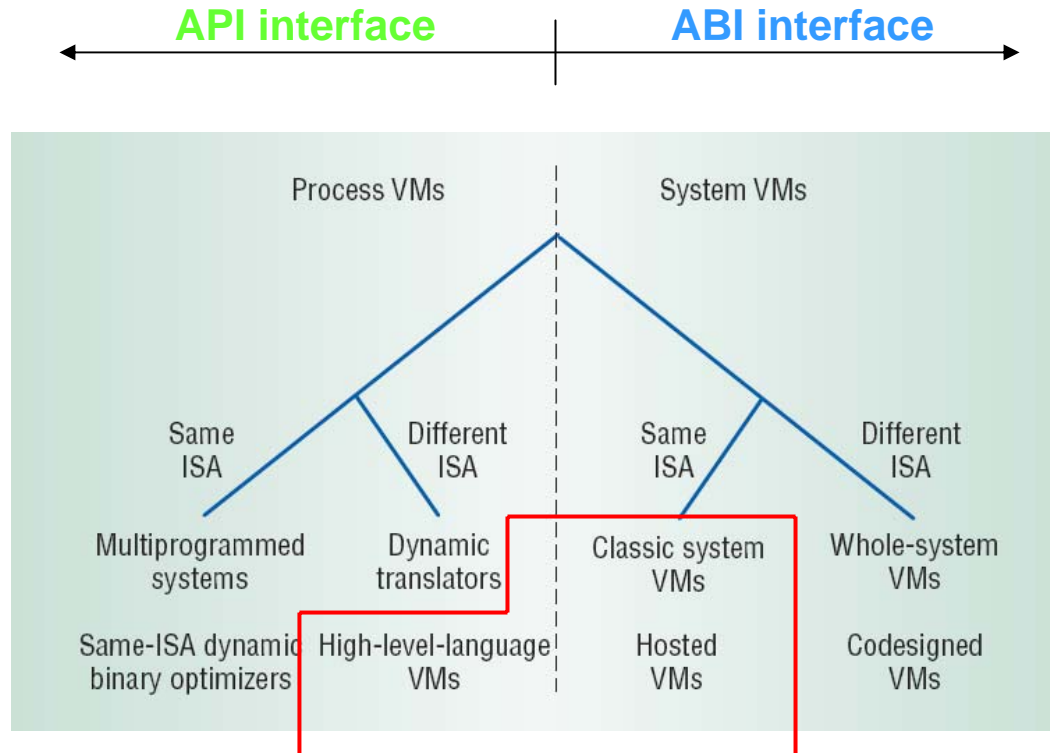 API interface
ABI interface
Process VMs
System VMs
Same
ISA
Different
ISA
Same
ISA
Different
ISA
Multiprogrammed
systems
Dynamic
translators
Classic system
VMs
Whole-system
VMs
Same-ISA dynamic
binary optimizers
High-level-language
VMs
Hosted
VMs
Codesigned
VMs